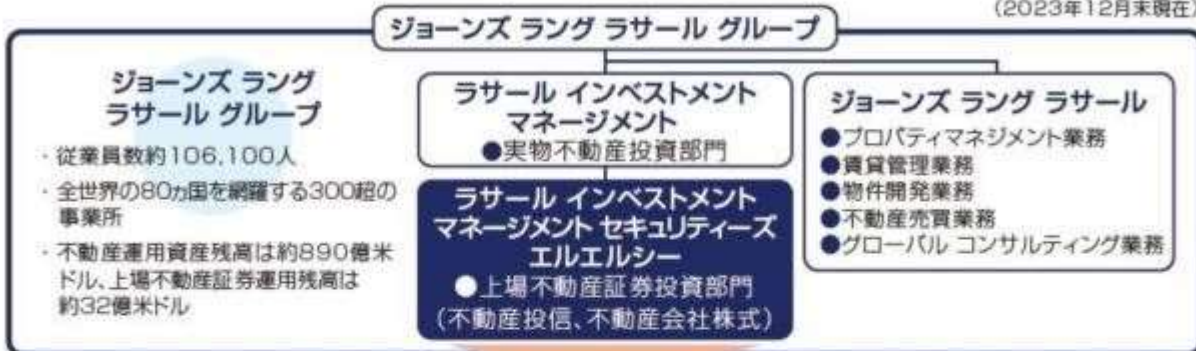 (2023年12月末現在)
ジョーンズ ラング ラサール グループ
ジョーンズ ラング
ラサール グループ
・従業員数約106,100人
・全世界の80ヵ国を網羅する300超の
事業所
・不動産運用資産残高は約890億米
ドル、上場不動産証券運用残高は
約32億米ドル
ラサール インベストメント
マネージメント
●実物不動産投資部門
ラサール インベストメント
マネージメント セキュリティーズ
エルエルシー
●上場不動産証券投資部門
(不動産投信、不動産会社株式)
ジョーンズ ラング ラサール
●プロパティマネジメント業務
●賃貸管理業務
●物件開発業務
●不動産売買業務
●グローバル コンサルティング業務